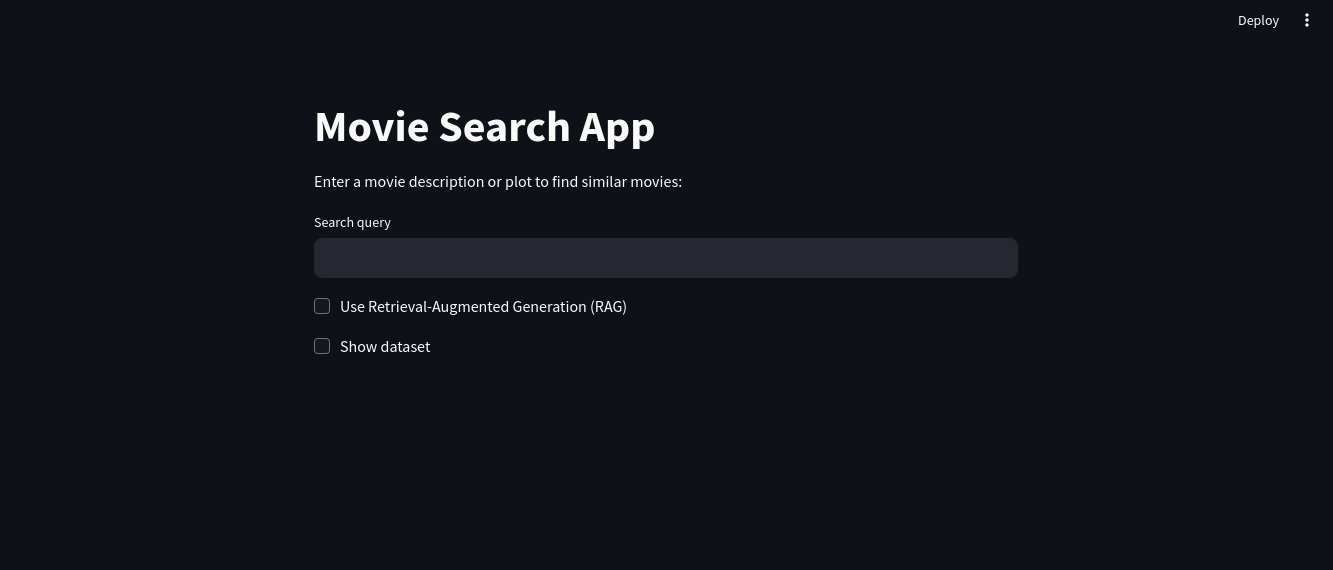 Deploy
Movie Search App
Enter a movie description or plot to find similar movies:
Search query
Use Retrieval-Augmented Generation (RAG)
Show dataset